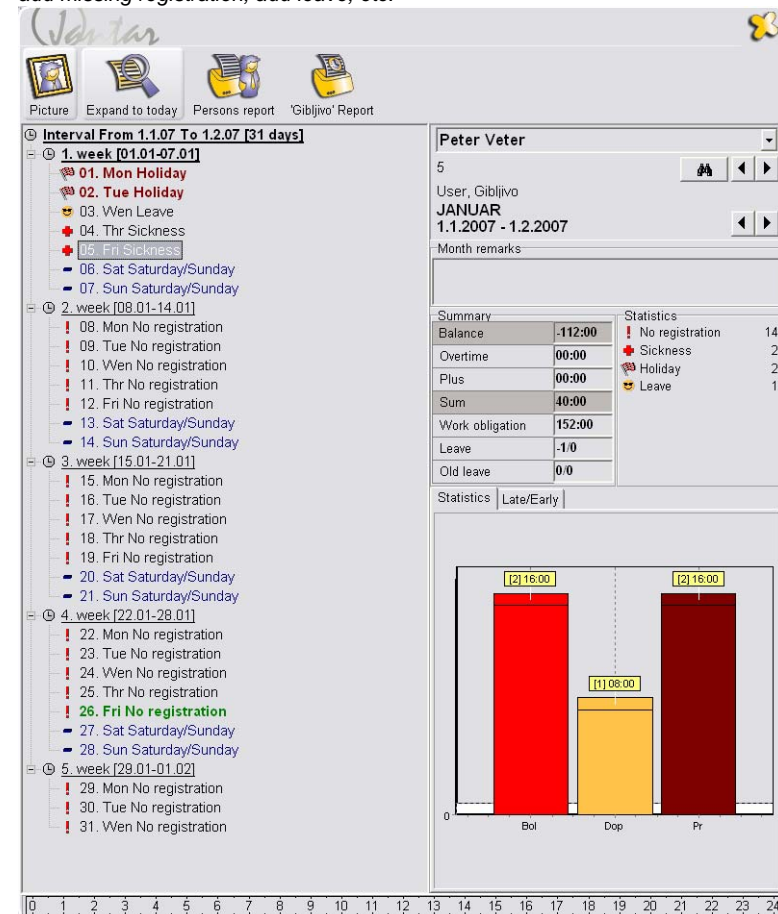 add missing registration, add leave, etc.
Jantar
Picture
Expand to today
Persons report
'Gibljivo' Report
Interval From 1.1.07 To 1.2.07 [31 days]
1. week [01.01-07.01]
01. Mon Holiday
02. Tue Holiday
03. Wen Leave
04. Thr Sickness
05. Fri Sickness
06. Sat Saturday/Sunday
07. Sun Saturday/Sunday
2. week [08.01-14.01]
08. Mon No registration
09. Tue No registration
10. Wen No registration
11. Thr No registration
12. Fri No registration
13. Sat Saturday/Sunday
14. Sun Saturday/Sunday
3. week [15.01-21.01]
15. Mon No registration
16. Tue No registration
17. Wen No registration
18. Thr No registration
19. Fri No registration
20. Sat Saturday/Sunday
21. Sun Saturday/Sunday
4. week [22.01-28.01]
22. Mon No registration
23. Tue No registration
24. Wen No registration
25. Thr No registration
26. Fri No registration
27. Sat Saturday/Sunday
28. Sun Saturday/Sunday
5. week [29.01-01.02]
29. Mon No registration
30. Tue No registration
31. Wen No registration
Peter Veter
5
User, Gibljivo
JANUAR
1.1.2007 - 1.2.2007
Month remarks
Summary
Balance -112:00
Overtime 00:00
Plus 00:00
Sum 40:00
Work obligation 152:00
Leave -1/0
Old leave 0/0
Statistics
No registration 14
Sickness 2
Holiday 2
Leave 1
Statistics Late/Early
[2] 16:00 [2] 16:00
[1] 08:00
0
Bol Dop Pr
0 1 2 3 4 5 6 7 8 9 10 11 12 13 14 15 16 17 18 19 20 21 22 23 24